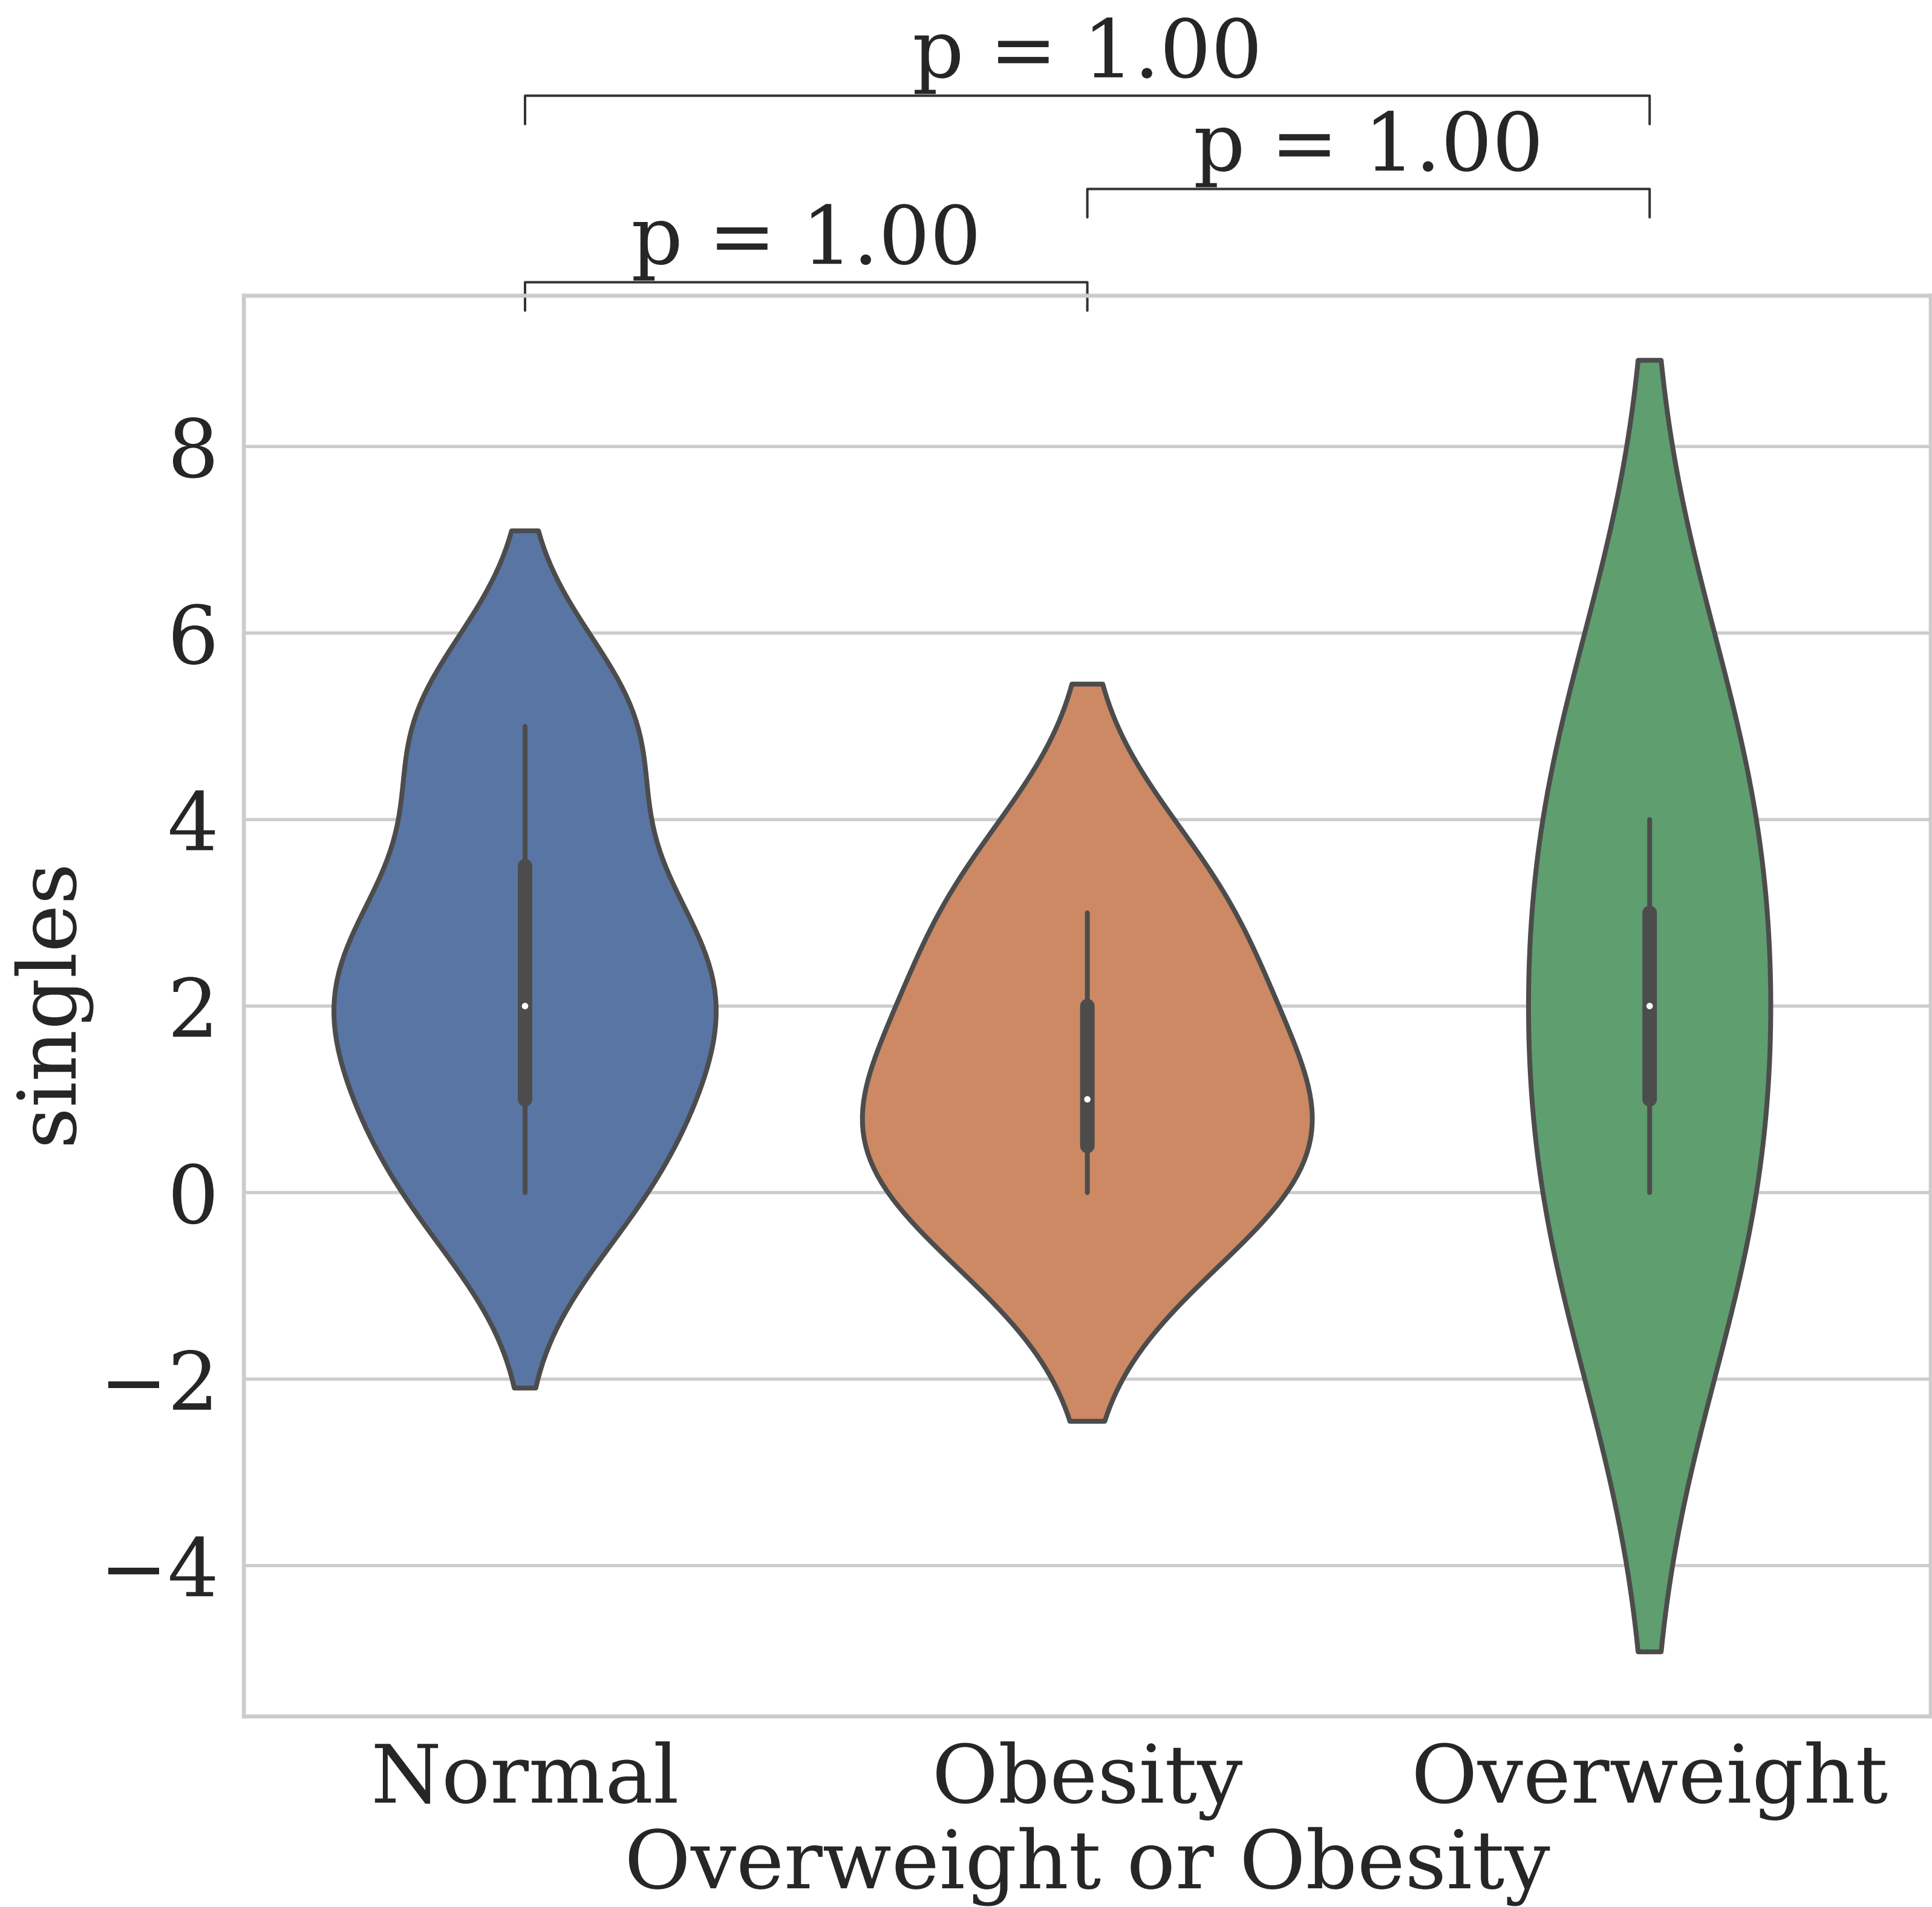 p = 1.00
p = 1.00
p = 1.00
8
6
4
2
0
−2
−4
singles
Normal Obesity Overweight
Overweight or Obesity